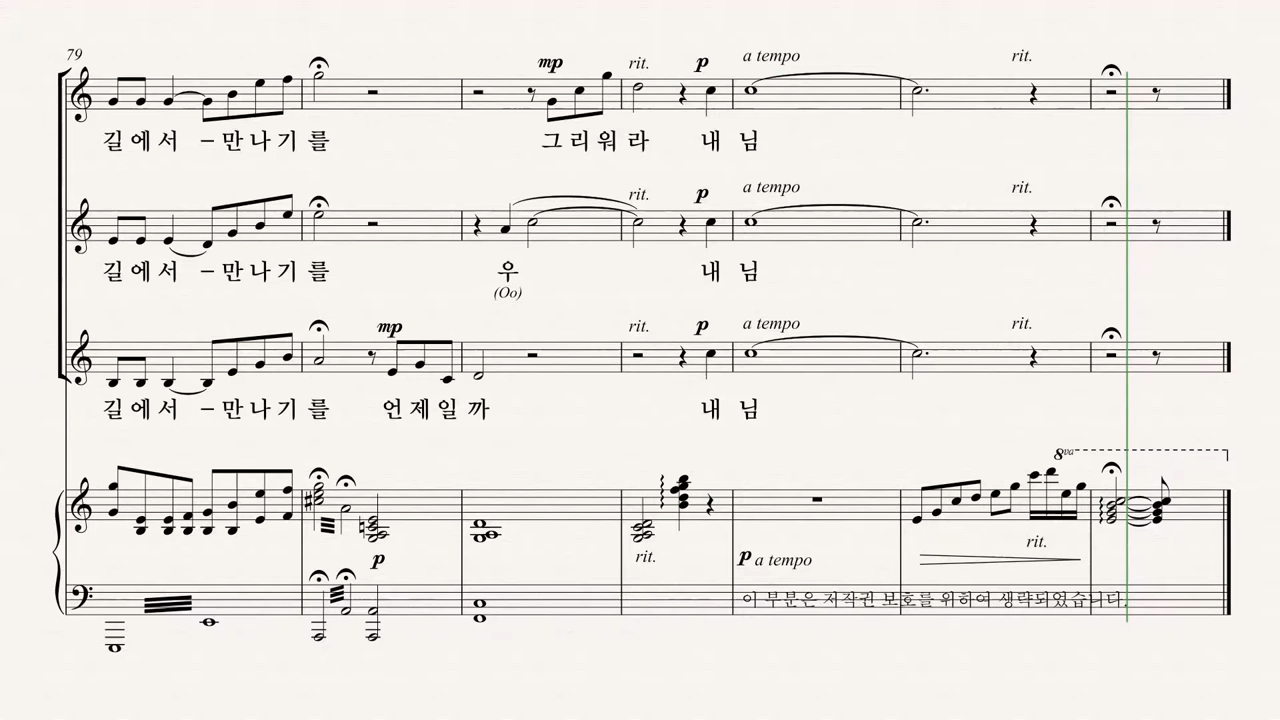 79
mp rit. p a tempo rit.
길 에 서 – 만 나 기 를 그 리 워 라 내 님
rit. p a tempo rit.
길 에 서 – 만 나 기 를 우 내 님
(Oo)
mp rit. p a tempo rit.
길 에 서 – 만 나 기 를 언 제 일 까 내 님
8va
p rit. p a tempo rit.
이 부분은 저작권 보호를 위하여 생략되었습니다.